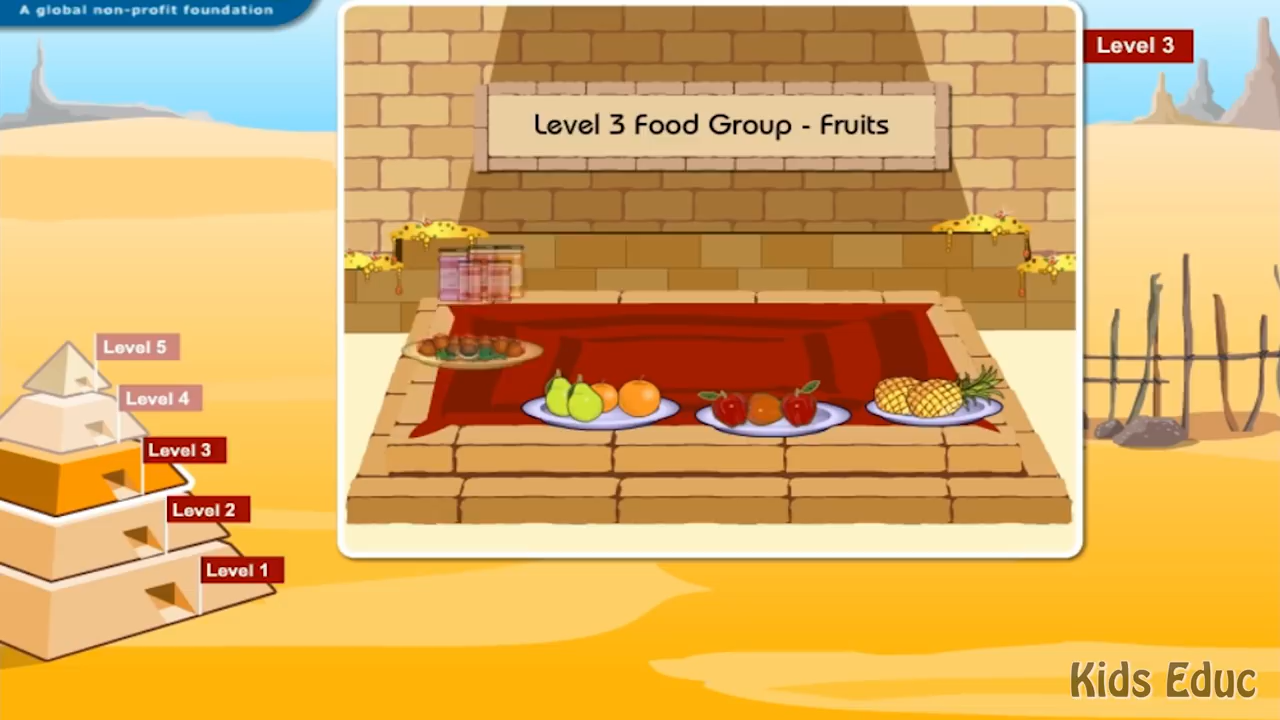 A global non-profit foundation
Level 3
Level 3 Food Group - Fruits
Level 5
Level 4
Level 3
Level 2
Level 1
Kids Educ